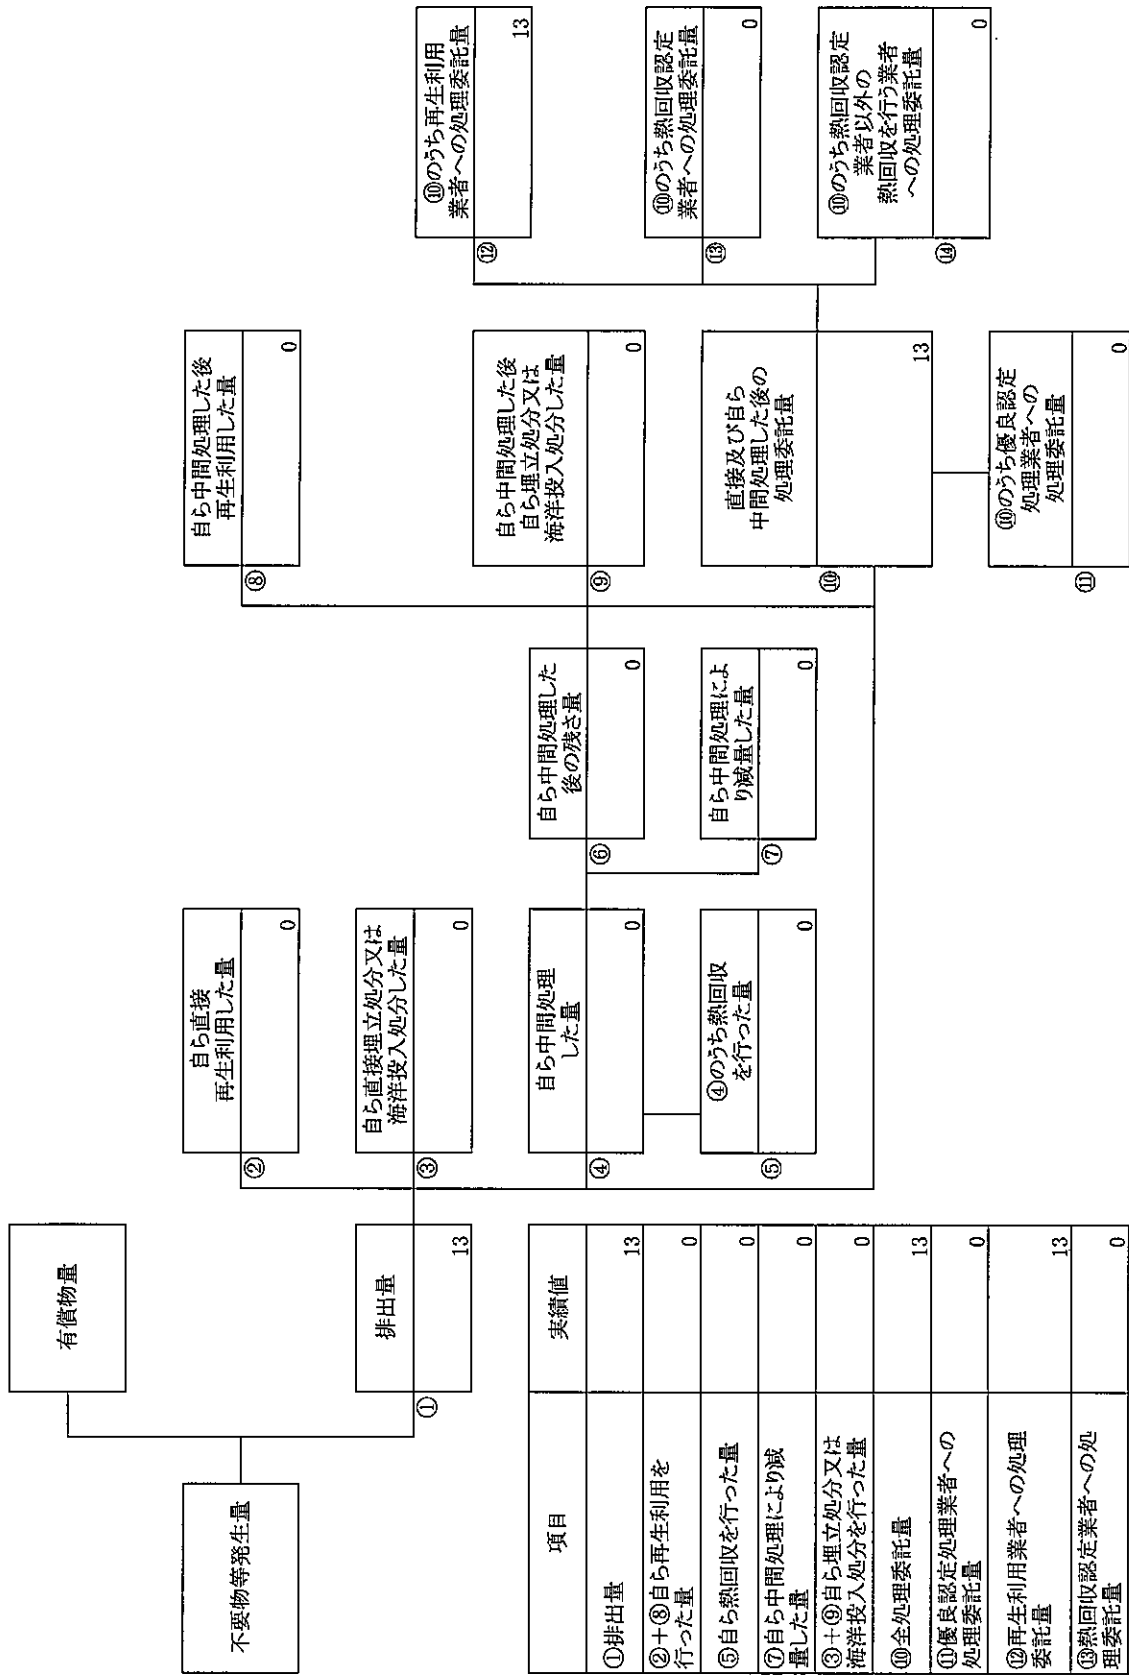 不要物等発生量
有償物量
①
排出量
13
②
自ら直接
再生利用した量
0
③
自ら直接埋立処分又は
海洋投入処分した量
0
④
自ら中間処理
した量
0
⑤
④のうち熱回収
を行った量
0
⑥
自ら中間処理した
後の残さ量
0
⑦
自ら中間処理によ
り減量した量
0
⑧
自ら中間処理した後
再生利用した量
0
⑨
自ら中間処理した後
自ら埋立処分又は
海洋投入処分した量
0
⑩
直接及び自ら
中間処理した後の
処理委託量
13
⑪
⑩のうち優良認定
処理業者への
処理委託量
0
⑫
⑩のうち再生利用
業者への処理委託量
13
⑬
⑩のうち熱回収認定
業者への処理委託量
0
⑭
⑩のうち熱回収認定
業者以外の
熱回収を行う業者
への処理委託量
0
項目 実績値
①排出量 13
②+⑧自ら再生利用を
行った量 0
⑤自ら熱回収を行った量 0
⑦自ら中間処理により減
量した量 0
③+⑨自ら埋立処分又は
海洋投入処分を行った量 0
⑩全処理委託量 13
⑪優良認定処理業者への
処理委託量 0
⑫再生利用業者への処理
委託量 13
⑬熱回収認定業者への処
理委託量 0